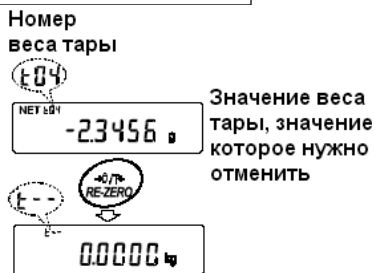 Номер
веса тары
t04
NET t04
-2.3456 g
Значение веса
тары, значение
которое нужно
отменить
→0/T←
RE-ZERO
t--
t--
0.0000 kg